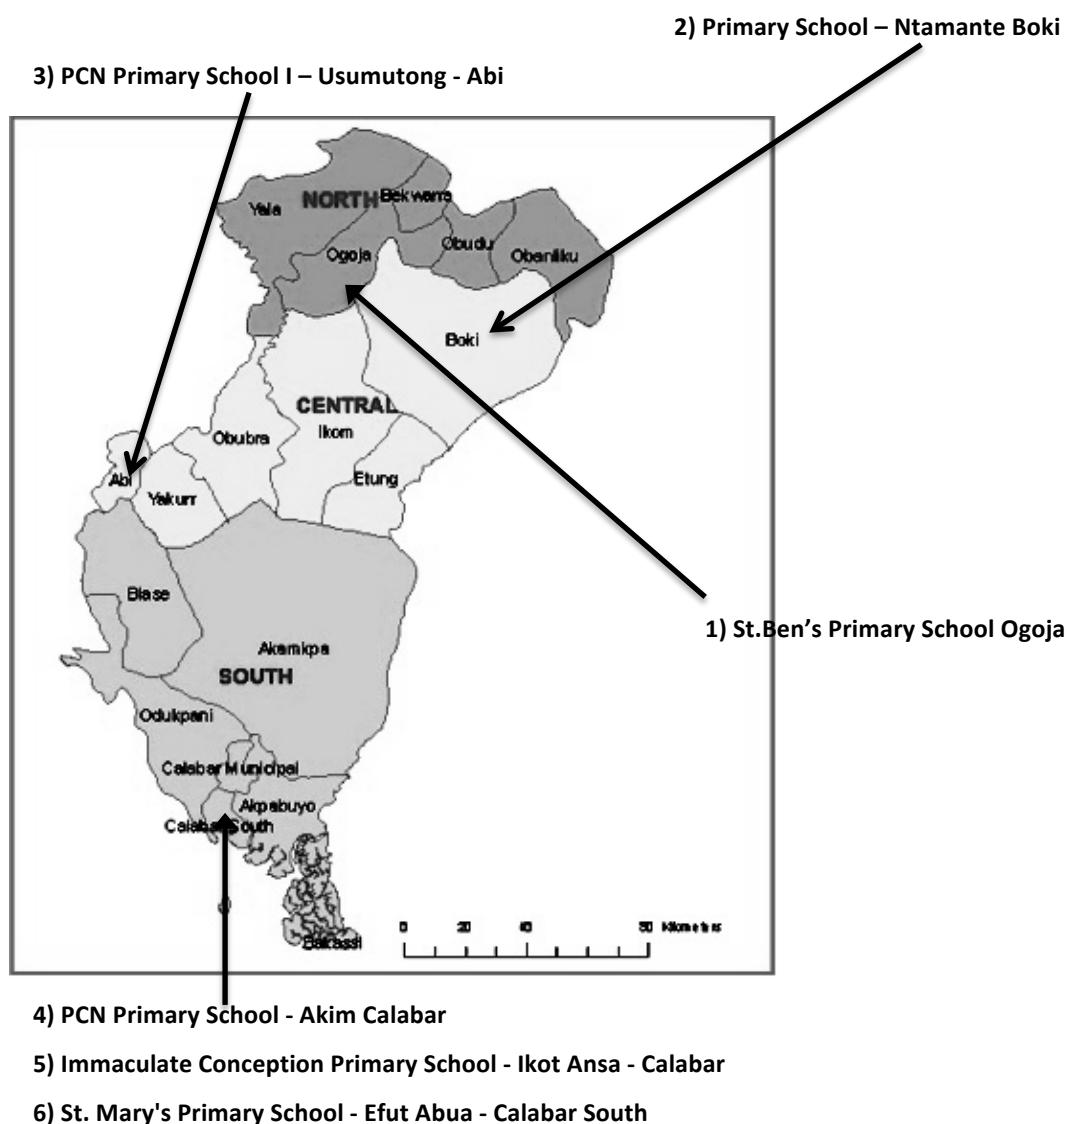 2) Primary School – Ntamante Boki
3) PCN Primary School I – Usumutong - Abi
NORTH
Bekwarra
Yala
Obudu
Ogoja
Obanliku
Boki
CENTRAL
Ikom
Obubra
Etung
Abi
Yakurr
Biase
1) St.Ben’s Primary School Ogoja
Akamkpa
SOUTH
Odukpani
Calabar Municipal
Akpabuyo
Calabar South
0 20 40 80 Kilometers
Bakassi
4) PCN Primary School - Akim Calabar
5) Immaculate Conception Primary School - Ikot Ansa - Calabar
6) St. Mary's Primary School - Efut Abua - Calabar South